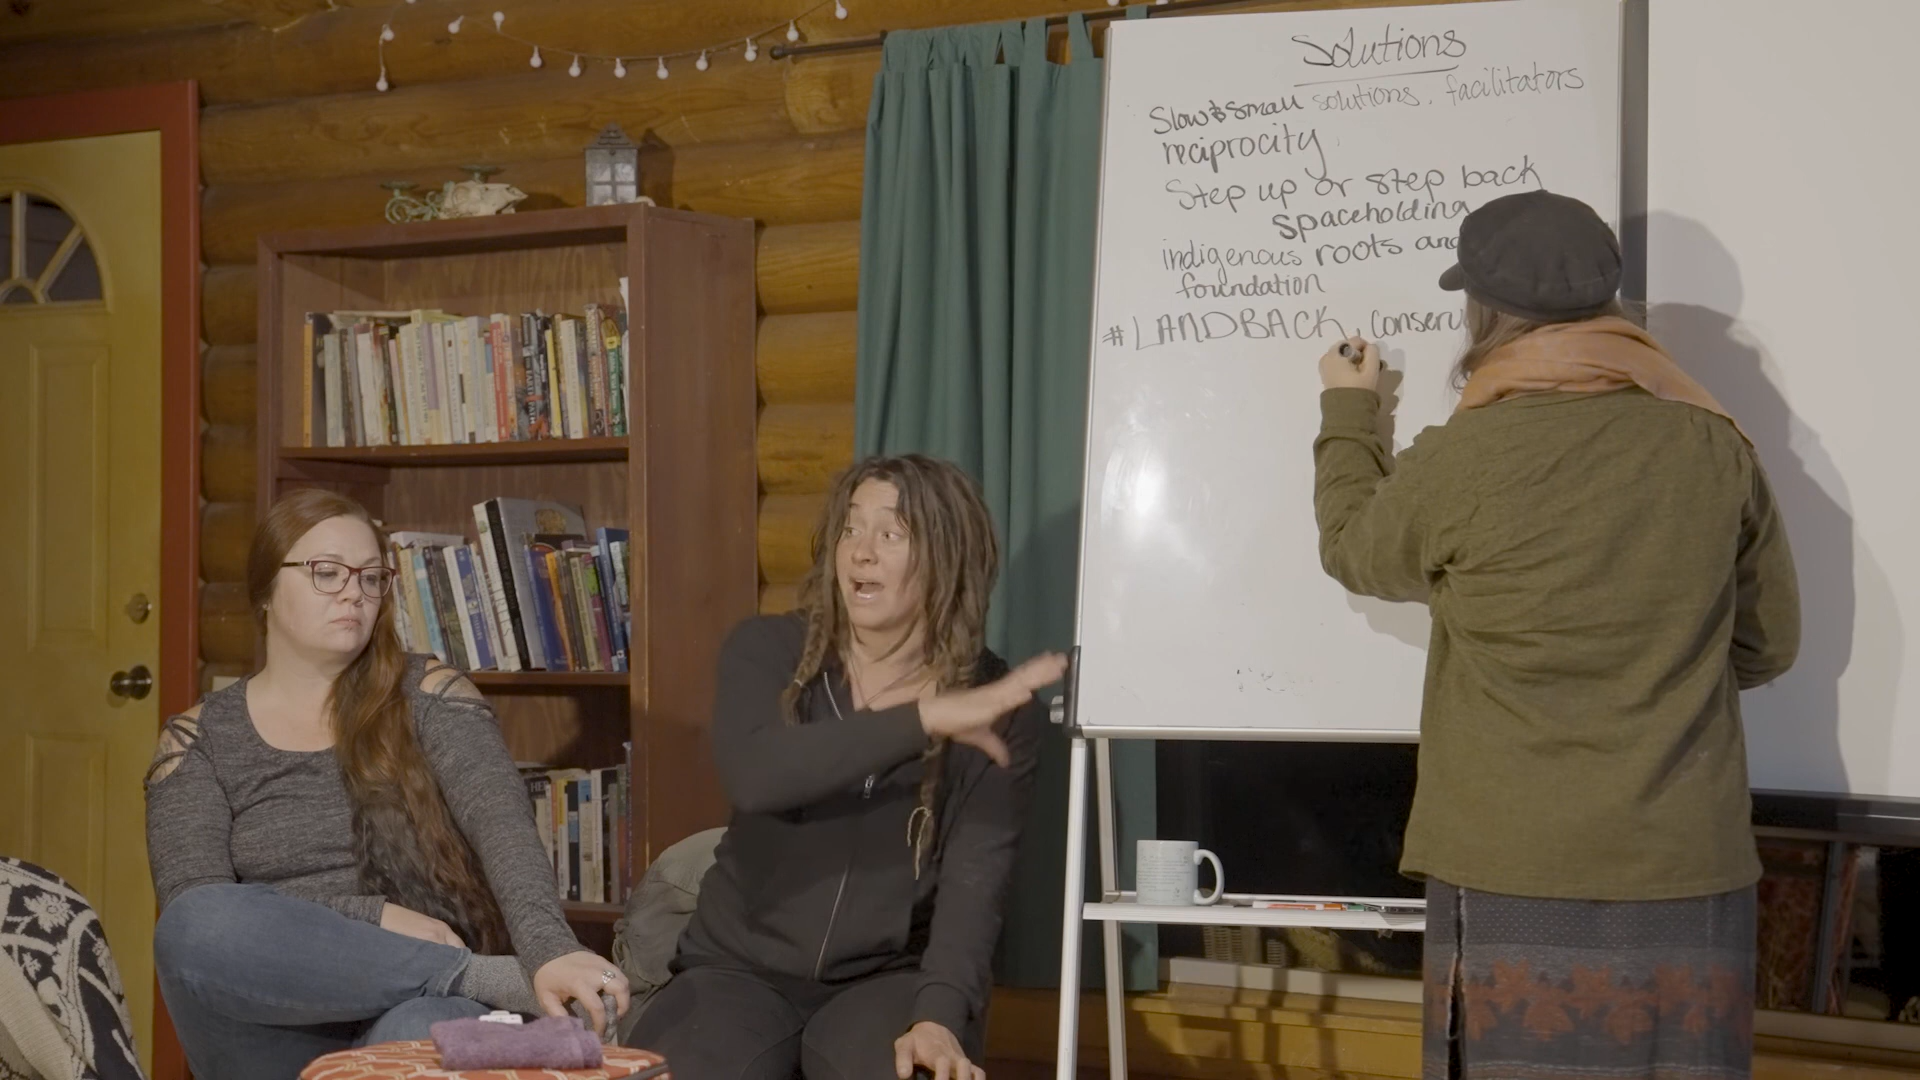 Solutions
Slow & small solutions. facilitators
reciprocity
Step up or step back
spaceholding
indigenous roots and
foundation
#LANDBACK, conserv